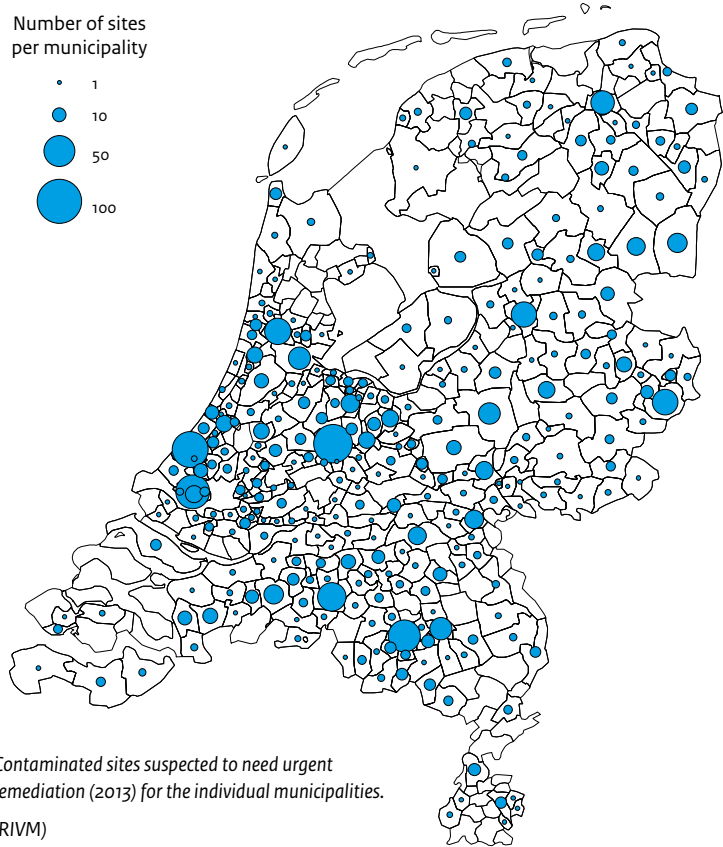 Number of sites
per municipality
1
10
50
100
Contaminated sites suspected to need urgent
emediation (2013) for the individual municipalities.
RIVM)